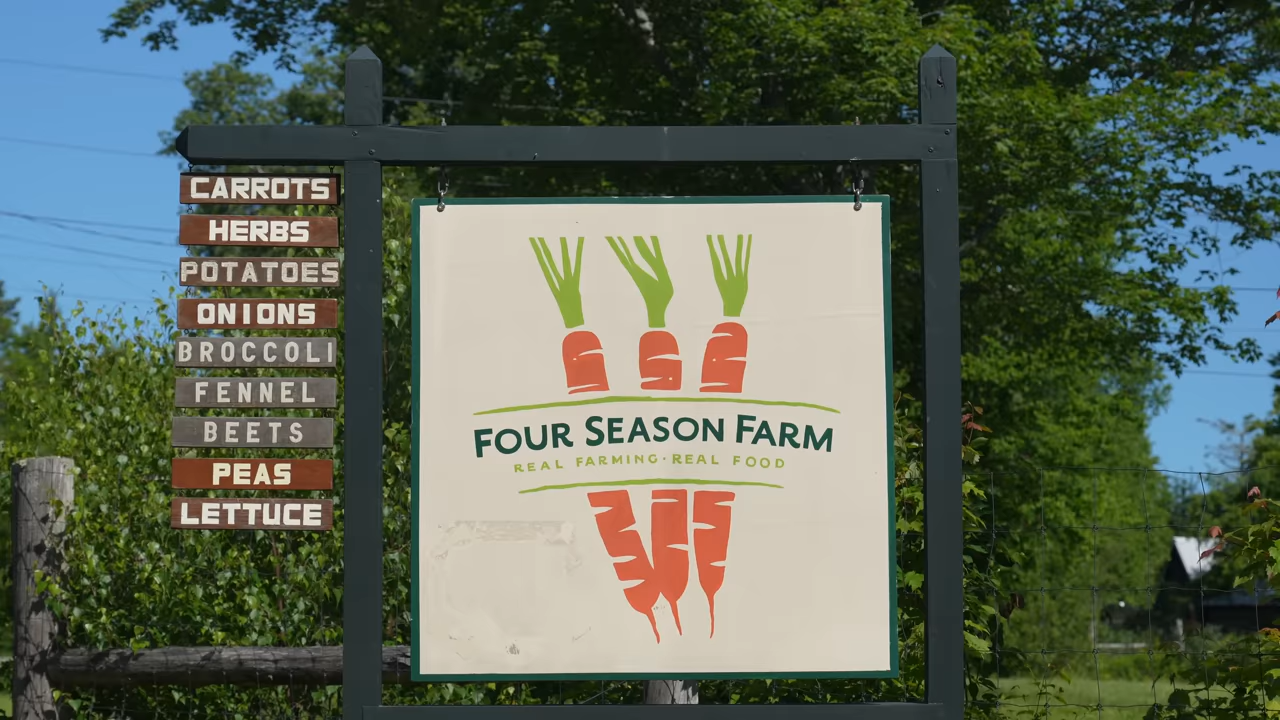 CARROTS
HERBS
POTATOES
ONIONS
BROCCOLI
FENNEL
BEETS
PEAS
LETTUCE
FOUR SEASON FARM
REAL FARMING · REAL FOOD